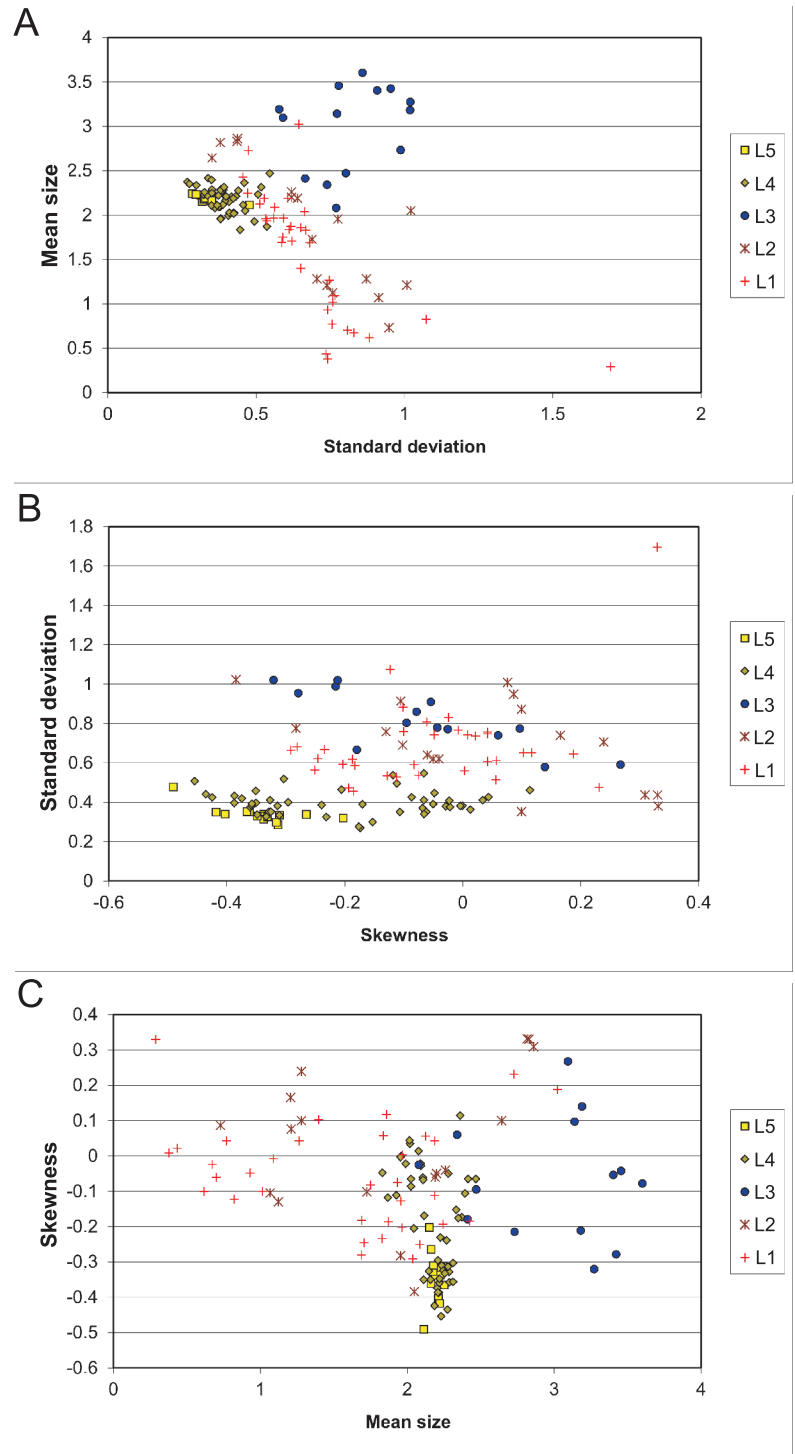 A
4
3.5
3
2.5
2
1.5
1
0.5
0
Mean size
0 0.5 1 1.5 2
Standard deviation
L5
L4
L3
L2
L1
B
1.8
1.6
1.4
1.2
1
0.8
0.6
0.4
0.2
0
Standard deviation
-0.6 -0.4 -0.2 0 0.2 0.4
Skewness
L5
L4
L3
L2
L1
C
0.4
0.3
0.2
0.1
0
-0.1
-0.2
-0.3
-0.4
-0.5
-0.6
Skewness
0 1 2 3 4
Mean size
L5
L4
L3
L2
L1